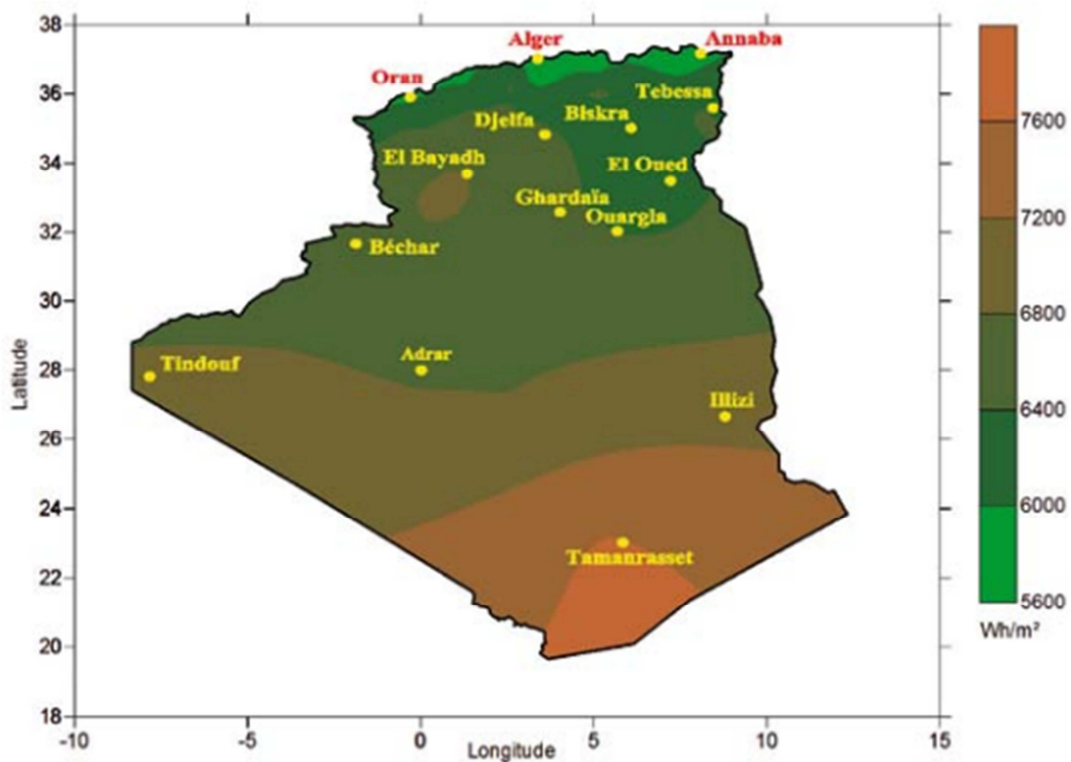 38
36
34
32
30
28
26
24
22
20
18
Latitude
Alger
Annaba
Oran
Tebessa
Djelfa
Biskra
El Bayadh
El Oued
Ghardaïa
Ouargla
Béchar
Adrar
Tindouf
Illizi
Tamanrasset
-10
-5
0
5
10
15
Longitude
7600
7200
6800
6400
6000
5600
Wh/m²